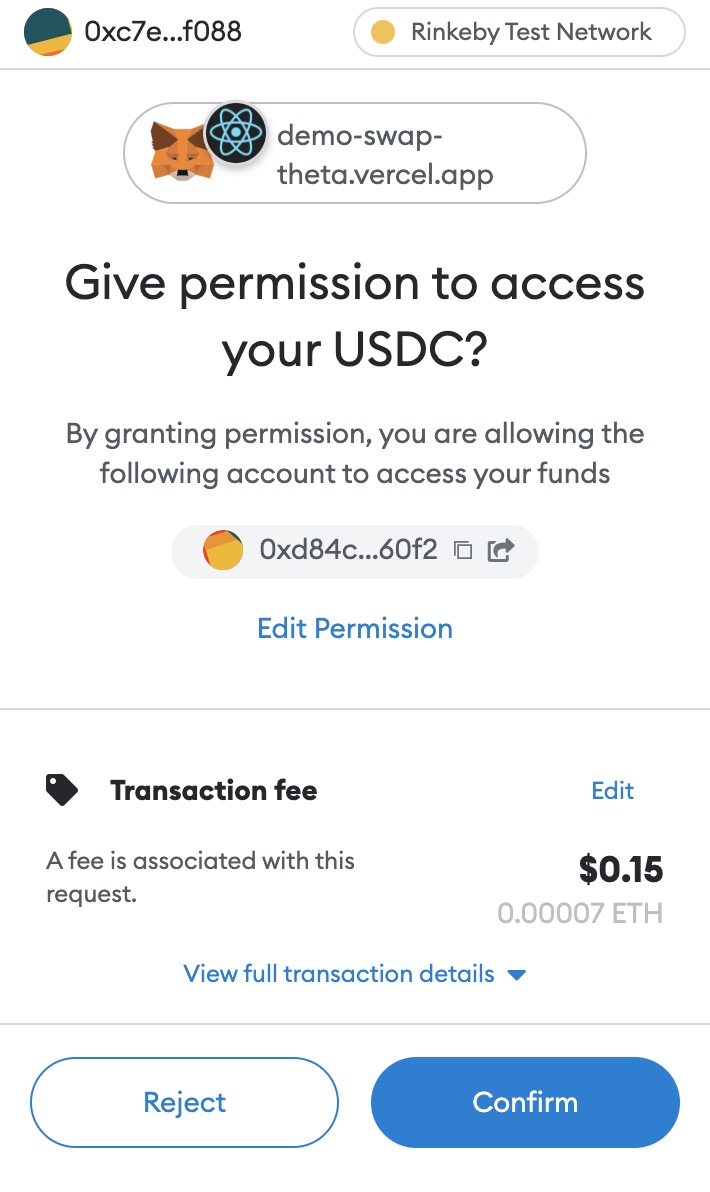 0xc7e...f088
Rinkeby Test Network
demo-swap-
theta.vercel.app
Give permission to access
your USDC?
By granting permission, you are allowing the
following account to access your funds
0xd84c...60f2
Edit Permission
Transaction fee
Edit
A fee is associated with this
request.
$0.15
0.00007 ETH
View full transaction details
Reject
Confirm